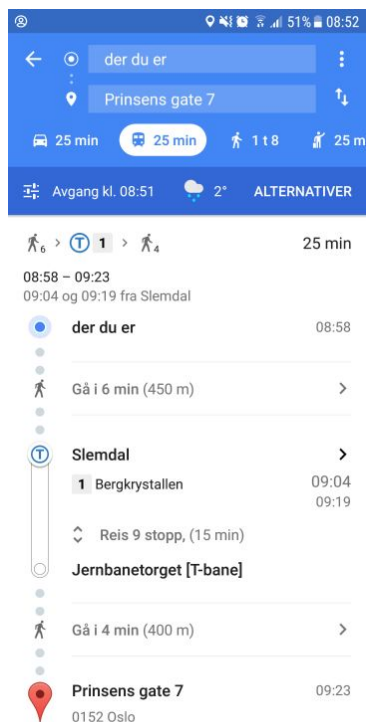 51% 08:52
der du er
Prinsens gate 7
25 min 25 min 1 t 8 25 m
Avgang kl. 08:51 2° ALTERNATIVER
6 > T 1 > 4 25 min
08:58 – 09:23
09:04 og 09:19 fra Slemdal
der du er 08:58
Gå i 6 min (450 m)
T Slemdal
1 Bergkrystallen 09:04
09:19
Reis 9 stopp, (15 min)
Jernbanetorget [T-bane]
Gå i 4 min (400 m)
Prinsens gate 7 09:23
0152 Oslo